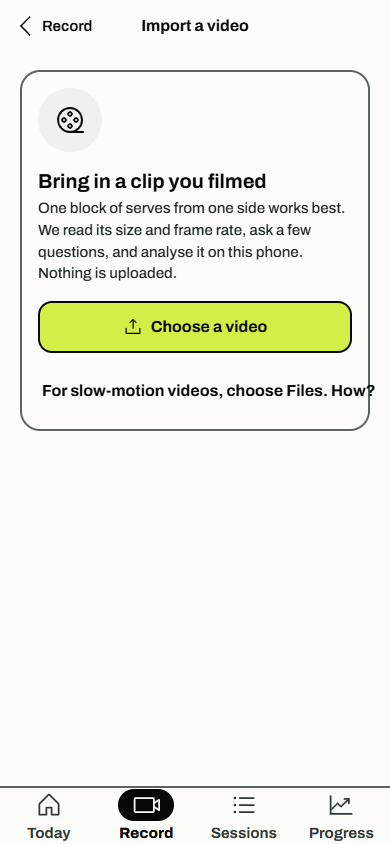 Record
Import a video
Bring in a clip you filmed
One block of serves from one side works best.
We read its size and frame rate, ask a few
questions, and analyse it on this phone.
Nothing is uploaded.
Choose a video
For slow-motion videos, choose Files. How?
Today
Record
Sessions
Progress